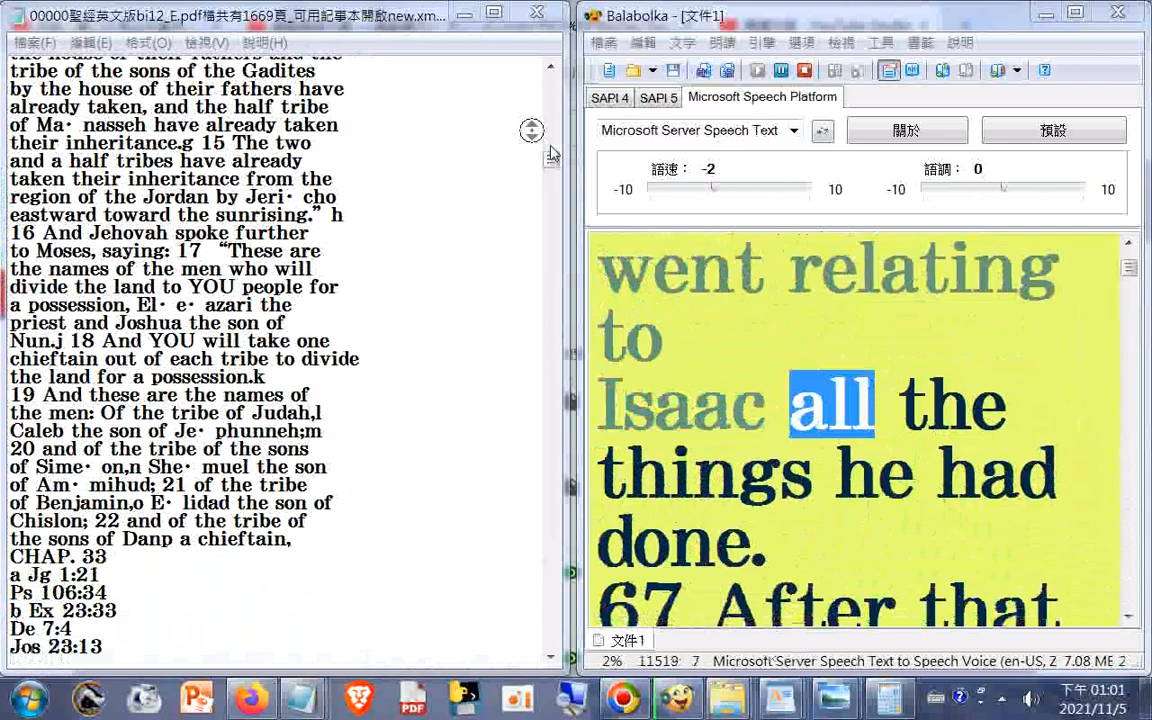 00000聖經英文版bi12_E.pdf檔共有1669頁_可用記事本開啟new.xm...
檔案(F) 編輯(E) 格式(O) 檢視(V) 說明(H)
the house of their fathers and the
tribe of the sons of the Gadites
by the house of their fathers have
already taken, and the half tribe
of Ma· nasseh have already taken
their inheritance.g 15 The two
and a half tribes have already
taken their inheritance from the
region of the Jordan by Jeri· cho
eastward toward the sunrising.” h
16 And Jehovah spoke further
to Moses, saying: 17 “These are
the names of the men who will
divide the land to YOU people for
a possession, El· e· azari the
priest and Joshua the son of
Nun.j 18 And YOU will take one
chieftain out of each tribe to divide
the land for a possession.k
19 And these are the names of
the men: Of the tribe of Judah,l
Caleb the son of Je· phunneh;m
20 and of the tribe of the sons
of Sime· on,n She· muel the son
of Am· mihud; 21 of the tribe
of Benjamin,o E· lidad the son of
Chislon; 22 and of the tribe of
the sons of Danp a chieftain,
CHAP. 33
a Jg 1:21
Ps 106:34
b Ex 23:33
De 7:4
Jos 23:13
Balabolka - [文件1]
檔案 編輯 文字 朗讀 引擎 選項 檢視 工具 書籤 說明
SAPI 4 SAPI 5 Microsoft Speech Platform
Microsoft Server Speech Text 關於 預設
語速： -2 語調： 0
-10 10 -10 10
went relating
to
Isaac all the
things he had
done.
67 After that
文件1
2% 11519: 7 Microsoft Server Speech Text to Speech Voice (en-US, Z 7.08 MB
下午 01:01
2021/11/5